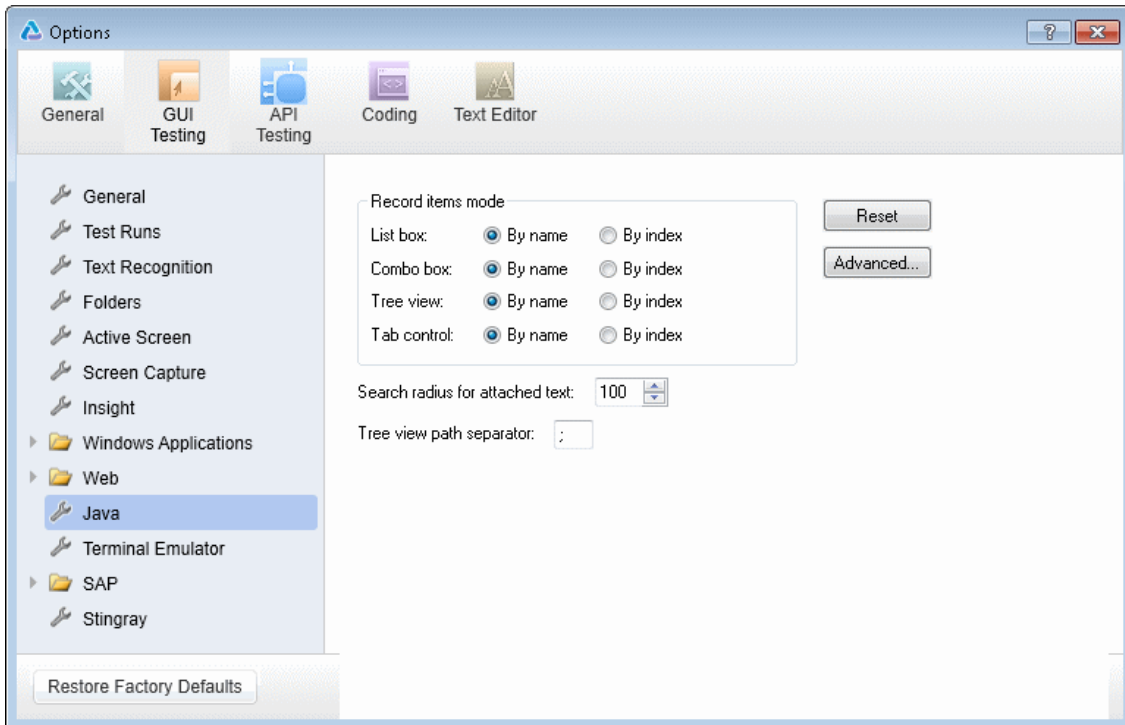 Options
?
General
GUI
Testing
API
Testing
Coding
Text Editor
General
Test Runs
Text Recognition
Folders
Active Screen
Screen Capture
Insight
Windows Applications
Web
Java
Terminal Emulator
SAP
Stingray
Record items mode
List box: By name By index
Combo box: By name By index
Tree view: By name By index
Tab control: By name By index
Search radius for attached text: 100
Tree view path separator: ;
Reset
Advanced...
Restore Factory Defaults